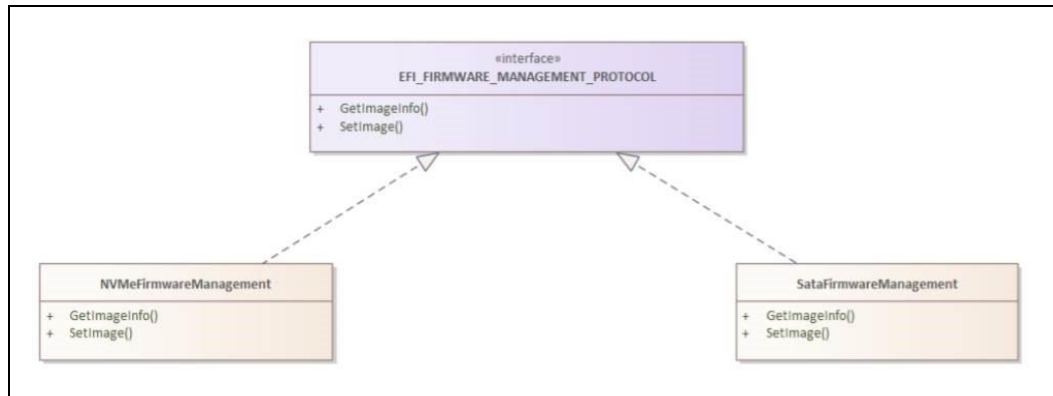 «interface»
EFI_FIRMWARE_MANAGEMENT_PROTOCOL
+ GetImageInfo()
+ SetImage()
NVMeFirmwareManagement
+ GetImageInfo()
+ SetImage()
SataFirmwareManagement
+ GetImageInfo()
+ SetImage()